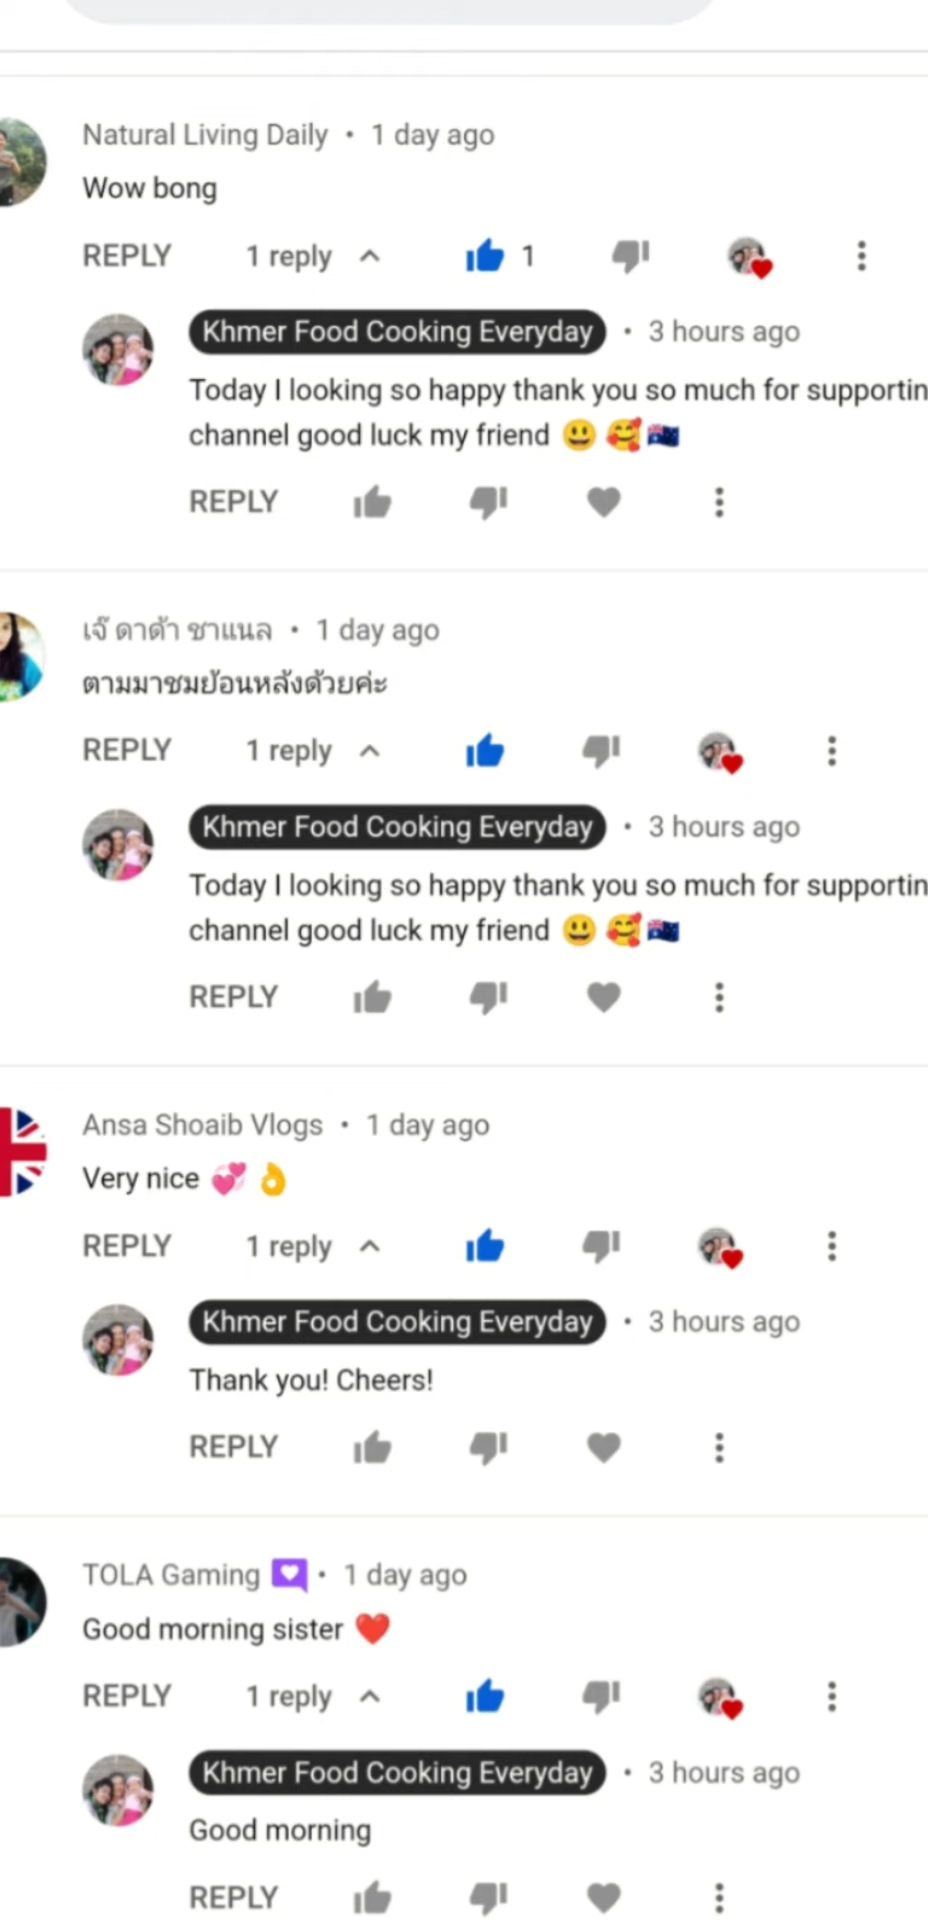 Natural Living Daily • 1 day ago
Wow bong
REPLY 1 reply 1
Khmer Food Cooking Everyday • 3 hours ago
Today I looking so happy thank you so much for supportin
channel good luck my friend 😃 🥰 🇦🇺
REPLY
เจ๊ ดาด้า ชาแนล • 1 day ago
ตามมาชมย้อนหลังด้วยค่ะ
REPLY 1 reply
Khmer Food Cooking Everyday • 3 hours ago
Today I looking so happy thank you so much for supportin
channel good luck my friend 😃 🥰 🇦🇺
REPLY
Ansa Shoaib Vlogs • 1 day ago
Very nice 💞 👌
REPLY 1 reply
Khmer Food Cooking Everyday • 3 hours ago
Thank you! Cheers!
REPLY
TOLA Gaming • 1 day ago
Good morning sister ❤️
REPLY 1 reply
Khmer Food Cooking Everyday • 3 hours ago
Good morning
REPLY